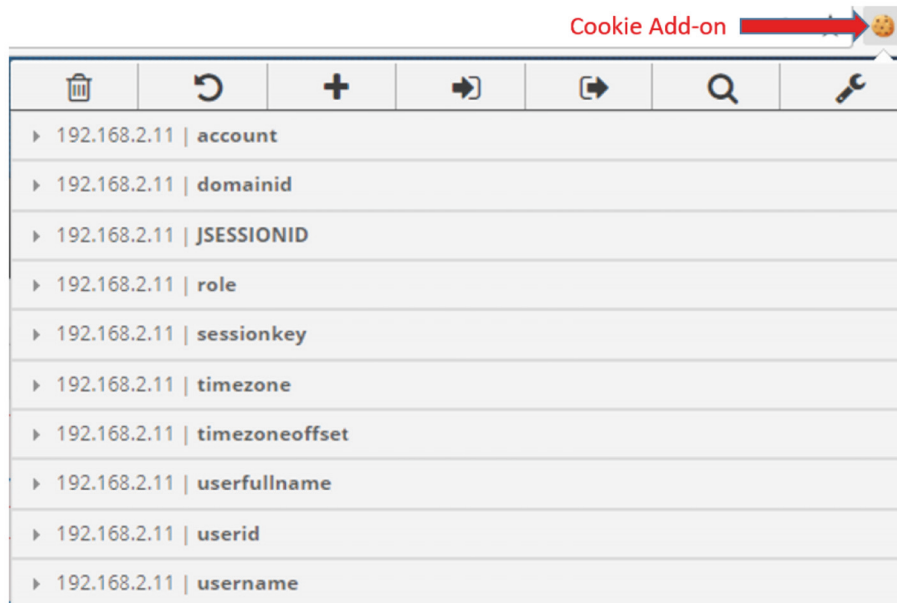 Cookie Add-on
192.168.2.11 | account
192.168.2.11 | domainid
192.168.2.11 | JSESSIONID
192.168.2.11 | role
192.168.2.11 | sessionkey
192.168.2.11 | timezone
192.168.2.11 | timezoneoffset
192.168.2.11 | userfullname
192.168.2.11 | userid
192.168.2.11 | username